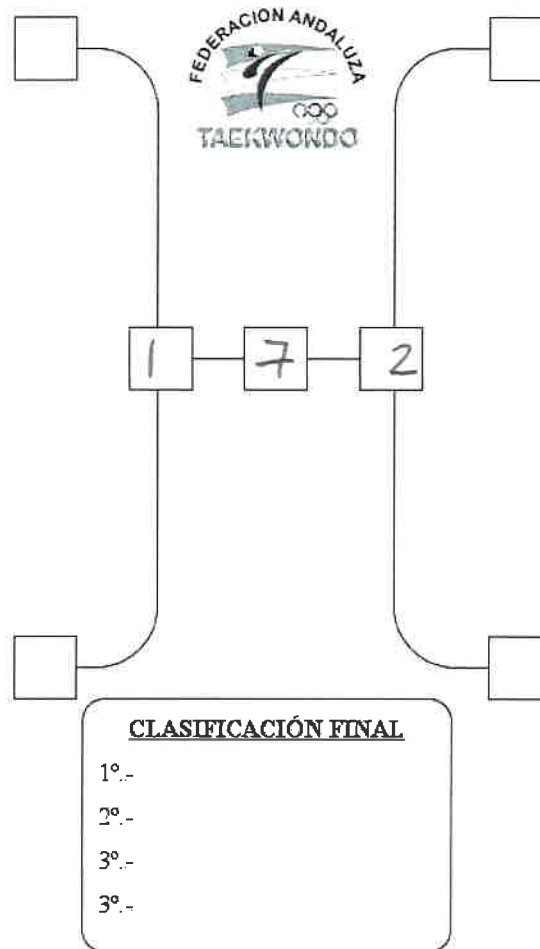 FEDERACION ANDALUZA
TAEKWONDO
1 7 2
CLASIFICACIÓN FINAL
1º.-
2º.-
3º.-
3º.-